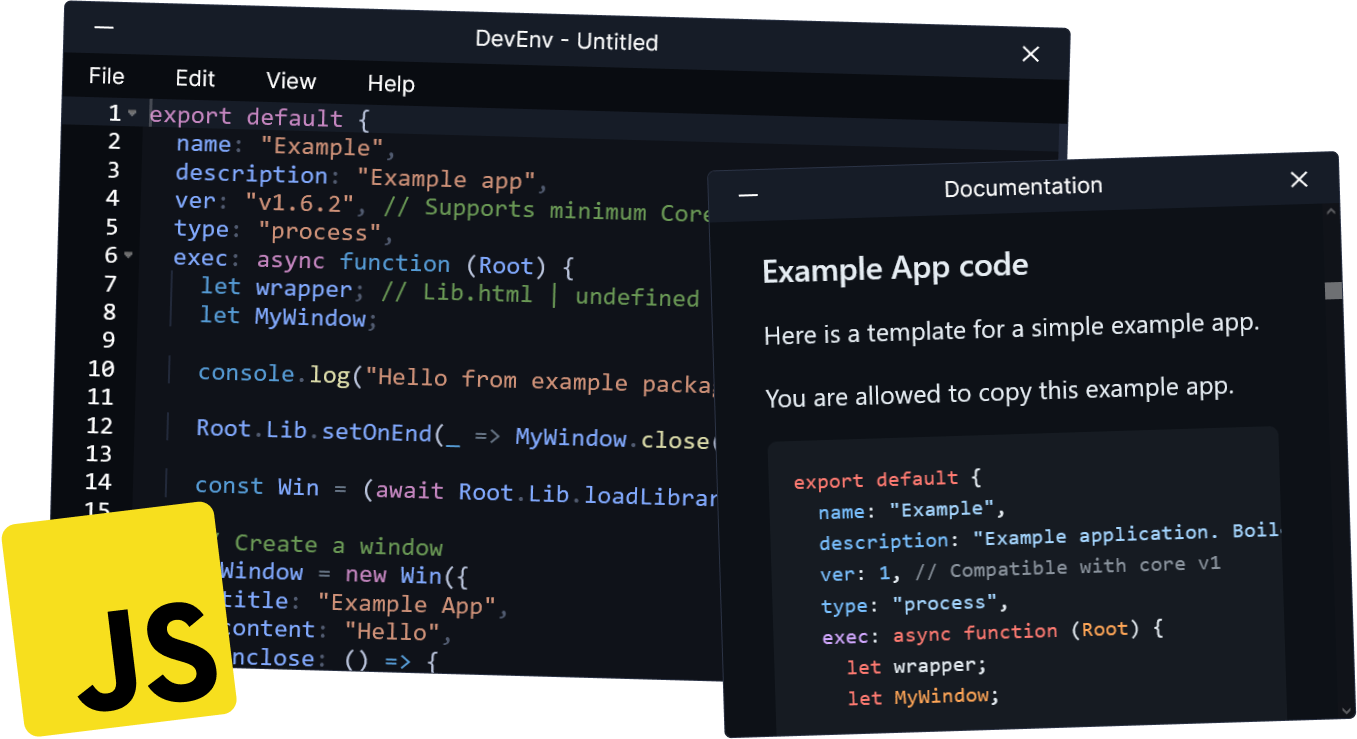 DevEnv - Untitled
File Edit View Help
1 export default {
2 name: "Example",
3 description: "Example app",
4 ver: "v1.6.2", // Supports minimum Core
5 type: "process",
6 exec: async function (Root) {
7 let wrapper; // Lib.html | undefined
8 let MyWindow;
9
10 console.log("Hello from example packa
11
12 Root.Lib.setOnEnd(_ => MyWindow.close(
13
14 const Win = (await Root.Lib.loadLibrar
15
/ Create a window
Window = new Win({
title: "Example App",
content: "Hello",
nclose: () => {
JS
Documentation
Example App code
Here is a template for a simple example app.
You are allowed to copy this example app.
export default {
name: "Example",
description: "Example application. Boil
ver: 1, // Compatible with core v1
type: "process",
exec: async function (Root) {
let wrapper;
let MyWindow;